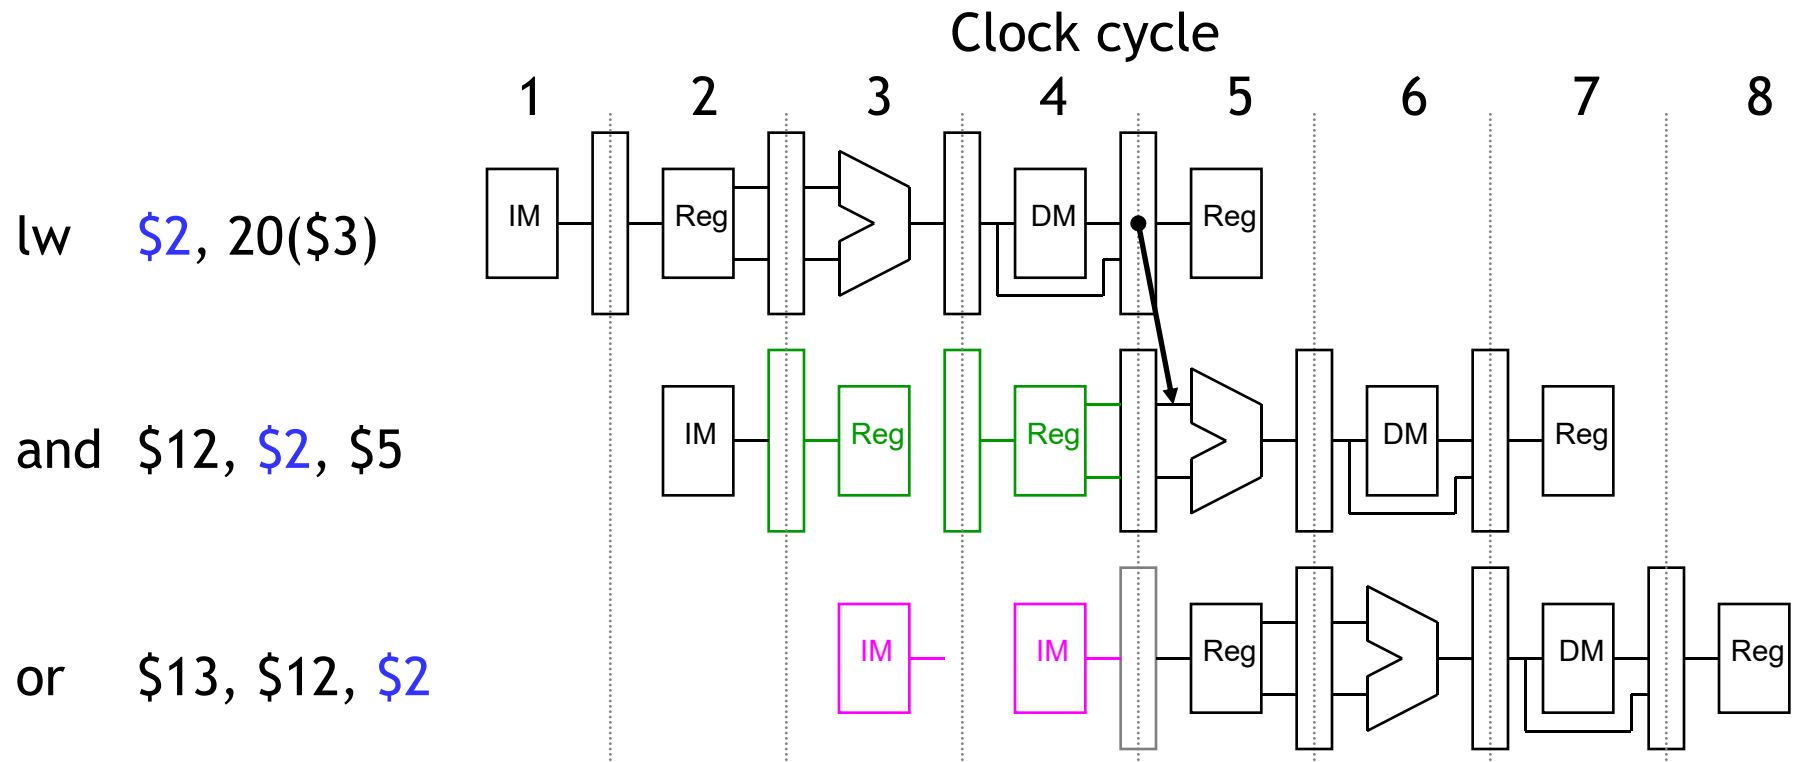 Clock cycle
1 2 3 4 5 6 7 8
lw $2, 20($3) IM Reg DM Reg
and $12, $2, $5 IM Reg Reg DM Reg
or $13, $12, $2 IM IM Reg DM Reg